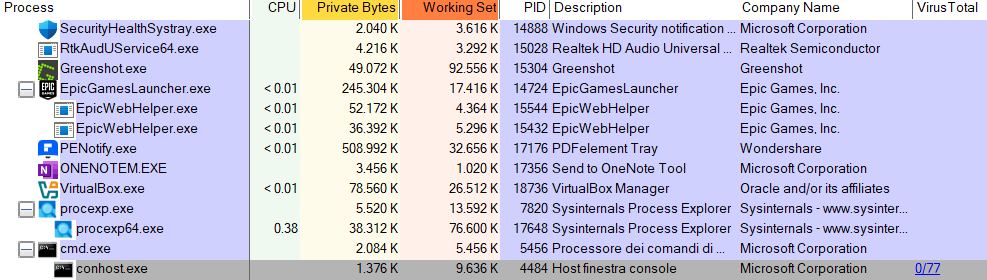 Process CPU Private Bytes Working Set PID Description Company Name VirusTotal
SecurityHealthSystray.exe 2.040 K 3.616 K 14888 Windows Security notification ... Microsoft Corporation
RtkAudUService64.exe 4.216 K 3.292 K 15028 Realtek HD Audio Universal ... Realtek Semiconductor
Greenshot.exe 49.072 K 92.556 K 15304 Greenshot Greenshot
EpicGamesLauncher.exe < 0.01 245.304 K 17.416 K 14724 EpicGamesLauncher Epic Games, Inc.
EpicWebHelper.exe < 0.01 52.172 K 4.364 K 15544 EpicWebHelper Epic Games, Inc.
EpicWebHelper.exe < 0.01 36.392 K 5.296 K 15432 EpicWebHelper Epic Games, Inc.
PENotify.exe < 0.01 508.992 K 32.656 K 17176 PDFelement Tray Wondershare
ONENOTEM.EXE 3.456 K 1.020 K 17356 Send to OneNote Tool Microsoft Corporation
VirtualBox.exe < 0.01 78.560 K 26.512 K 18736 VirtualBox Manager Oracle and/or its affiliates
procexp.exe 5.520 K 13.592 K 7820 Sysinternals Process Explorer Sysinternals - www.sysinter...
procexp64.exe 0.38 38.312 K 76.600 K 17648 Sysinternals Process Explorer Sysinternals - www.sysinter...
cmd.exe 2.084 K 5.456 K 5456 Processore dei comandi di ... Microsoft Corporation
conhost.exe 1.376 K 9.636 K 4484 Host finestra console Microsoft Corporation 0/77